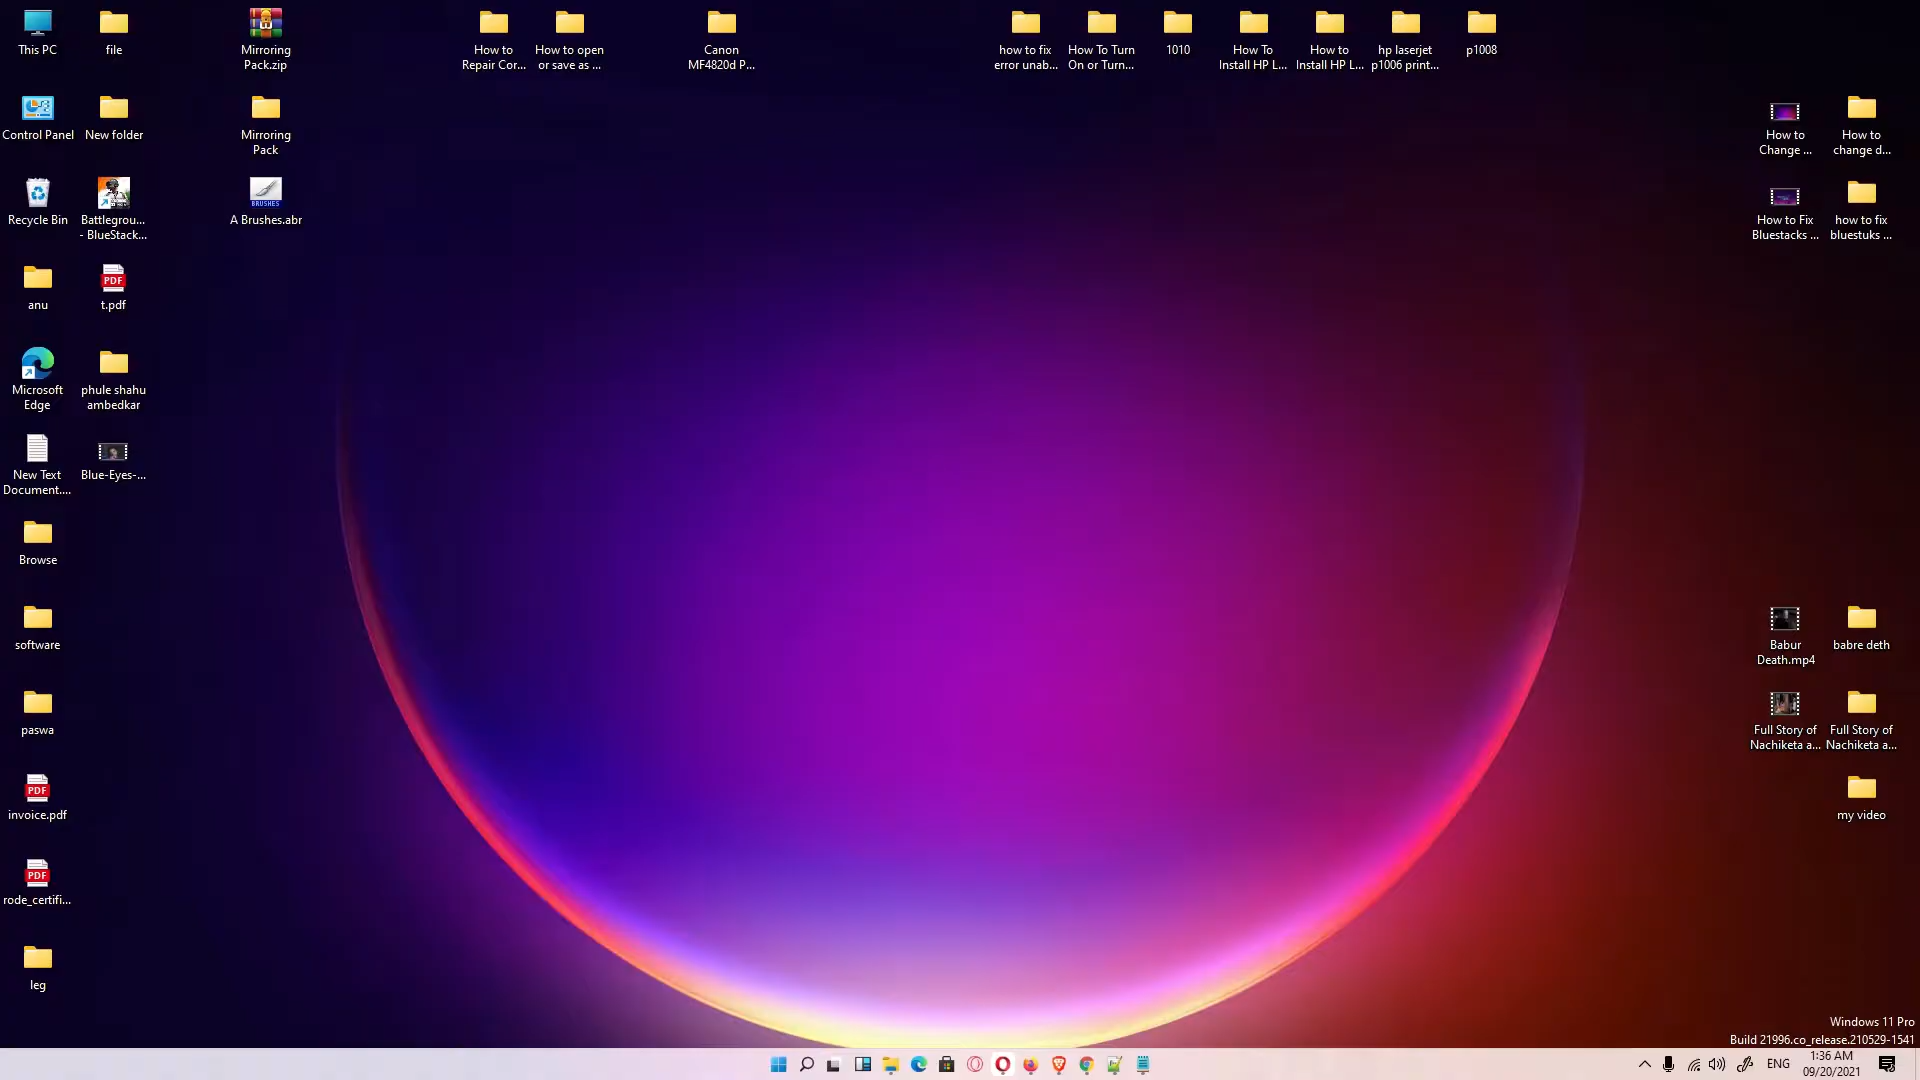 This PC
file
Mirroring
Pack.zip
How to
Repair Cor...
How to open
or save as ...
Canon
MF4820d P...
how to fix
error unab...
How To Turn
On or Turn...
1010
How To
Install HP L...
How to
Install HP L...
hp laserjet
p1006 print...
p1008
Control Panel
New folder
Mirroring
Pack
How to
Change ...
How to
change d...
Recycle Bin
Battlegrou...
- BlueStack...
BRUSHES
A Brushes.abr
How to Fix
Bluestacks ...
how to fix
bluestuks ...
anu
PDF
t.pdf
Microsoft
Edge
phule shahu
ambedkar
New Text
Document....
Blue-Eyes-...
Browse
software
Babur
Death.mp4
babre deth
paswa
Full Story of
Nachiketa a...
Full Story of
Nachiketa a...
PDF
invoice.pdf
my video
PDF
rode_certifi...
leg
Windows 11 Pro
Build 21996.co_release.210529-1541
ENG
1:36 AM
09/20/2021